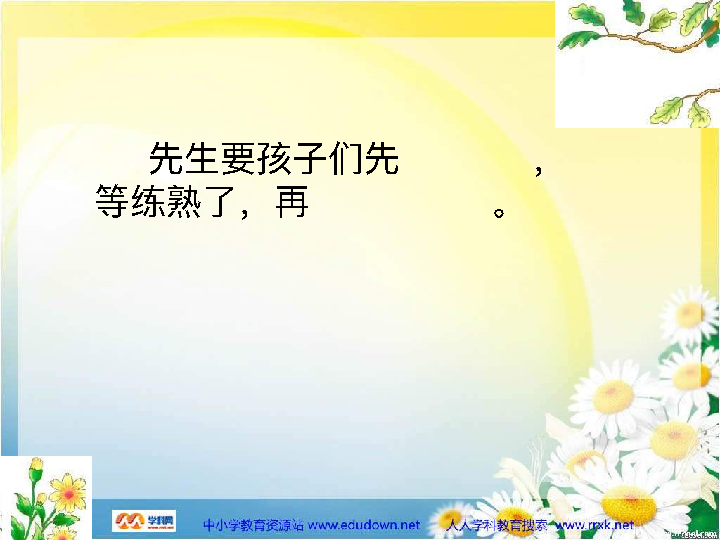 先生要孩子们先　　　，
等练熟了，再　　　　　。
学科网
中小学教育资源站 www.edudown.net　人人学科教育搜索 www.rrxk.net